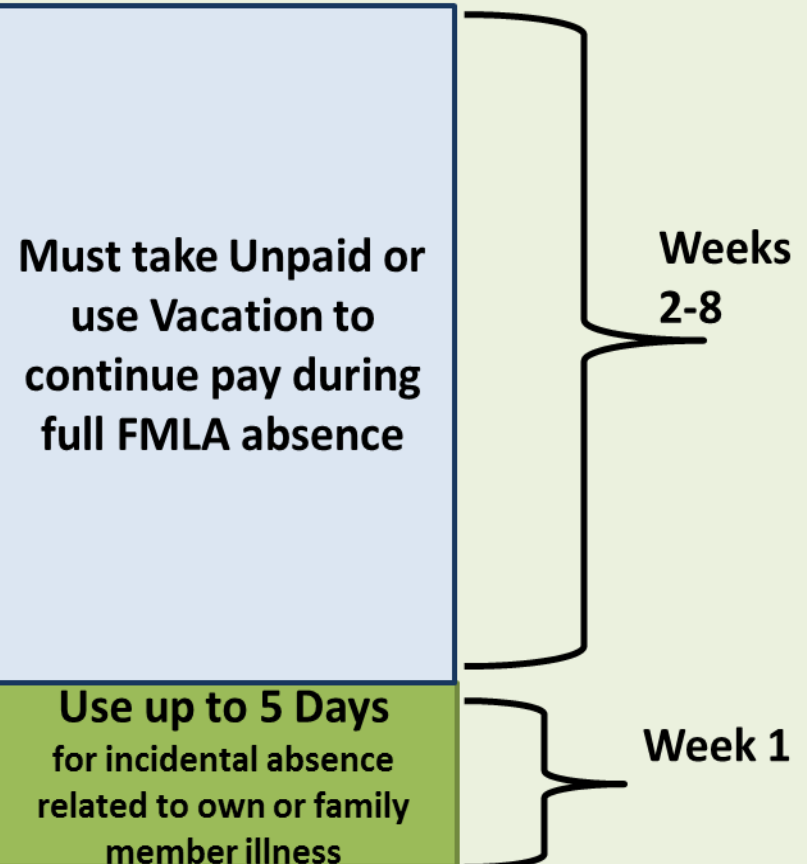 Must take Unpaid or
use Vacation to
continue pay during
full FMLA absence
Weeks
2-8
Use up to 5 Days
for incidental absence
related to own or family
member illness
Week 1